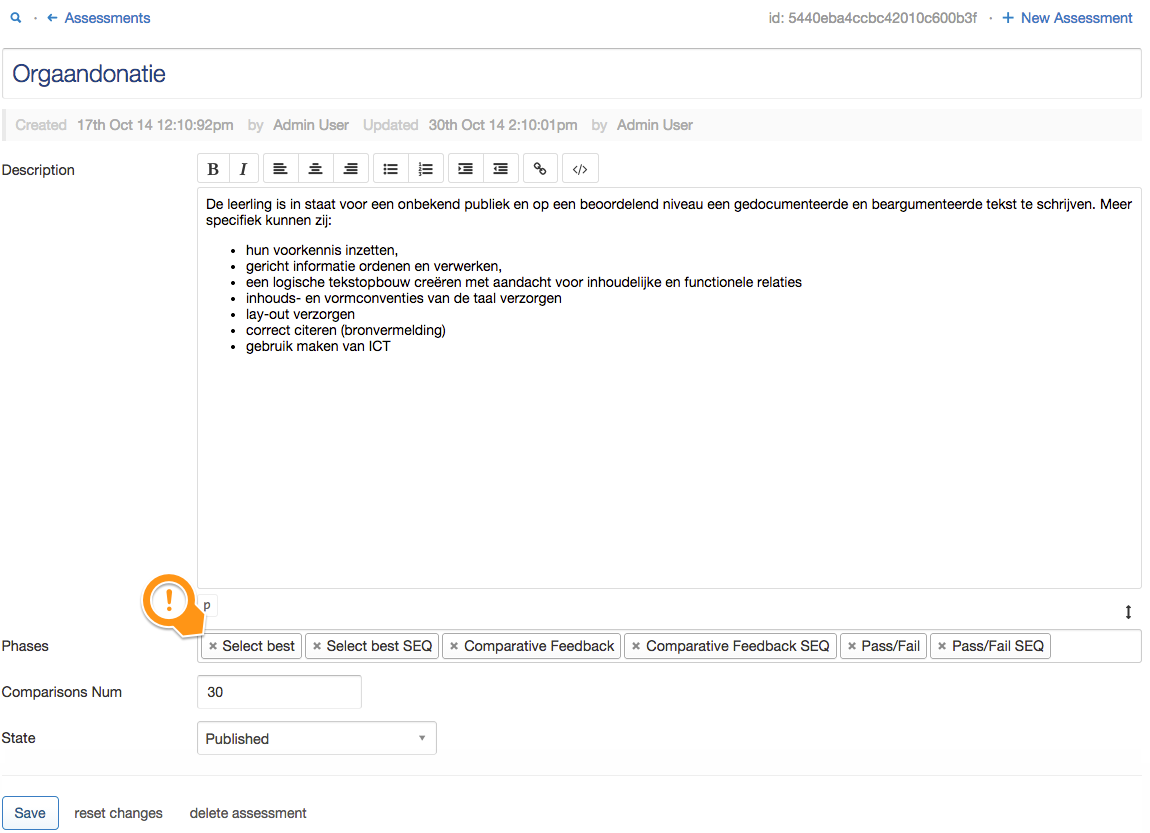 Assessments
id: 5440eba4ccbc42010c600b3f · + New Assessment
Orgaandonatie
Created 17th Oct 14 12:10:92pm by Admin User Updated 30th Oct 14 2:10:01pm by Admin User
Description
B I </>
De leerling is in staat voor een onbekend publiek en op een beoordelend niveau een gedocumenteerde en beargumenteerde tekst te schrijven. Meer
specifiek kunnen zij:
• hun voorkennis inzetten,
• gericht informatie ordenen en verwerken,
• een logische tekstopbouw creëren met aandacht voor inhoudelijke en functionele relaties
• inhouds- en vormconventies van de taal verzorgen
• lay-out verzorgen
• correct citeren (bronvermelding)
• gebruik maken van ICT
! p
Phases × Select best × Select best SEQ × Comparative Feedback × Comparative Feedback SEQ × Pass/Fail × Pass/Fail SEQ
Comparisons Num 30
State Published
Save reset changes delete assessment